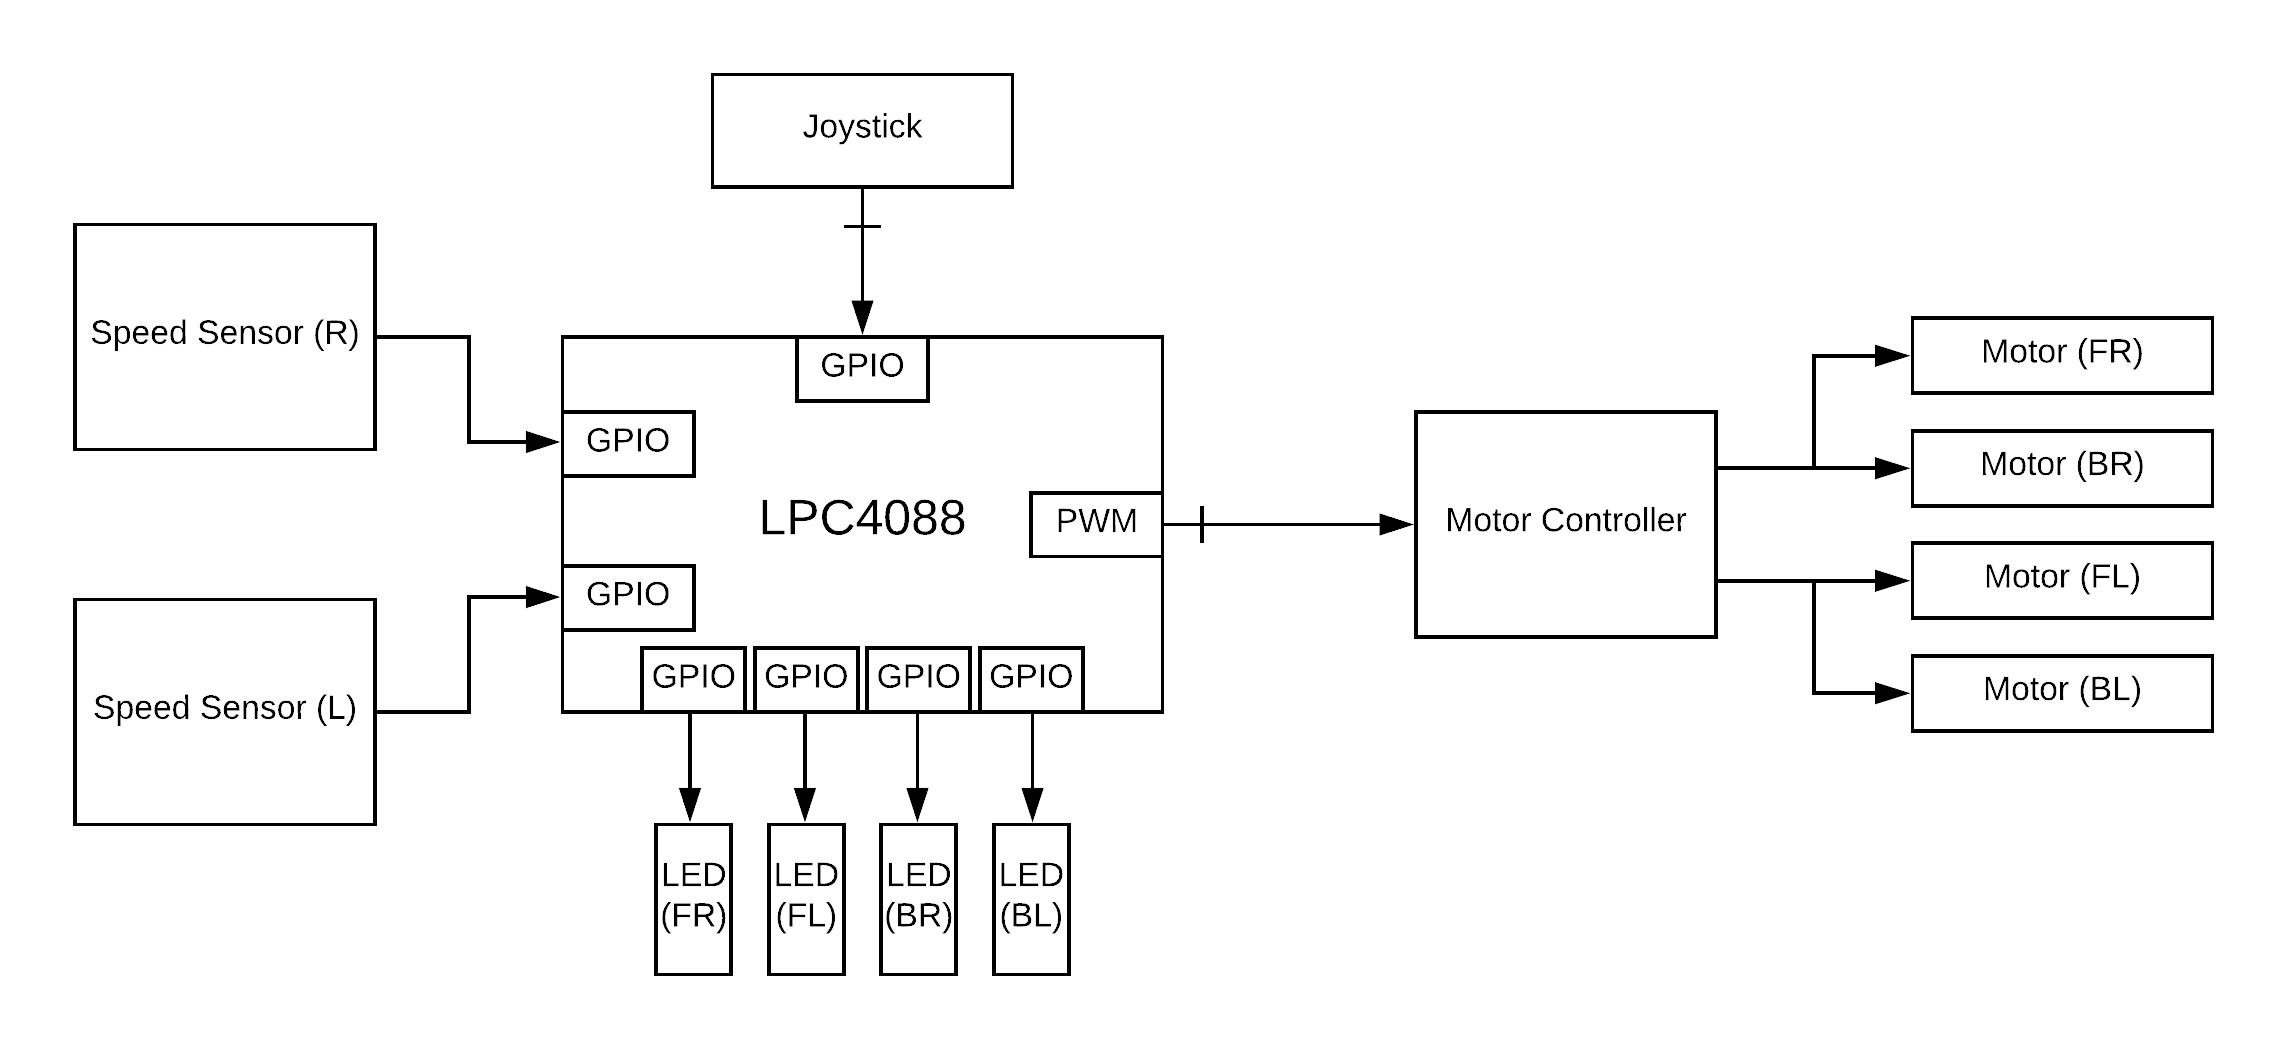 Joystick
Speed Sensor (R)
GPIO
GPIO
LPC4088
PWM
GPIO
Speed Sensor (L)
GPIO
GPIO
GPIO
GPIO
LED
(FR)
LED
(FL)
LED
(BR)
LED
(BL)
Motor Controller
Motor (FR)
Motor (BR)
Motor (FL)
Motor (BL)